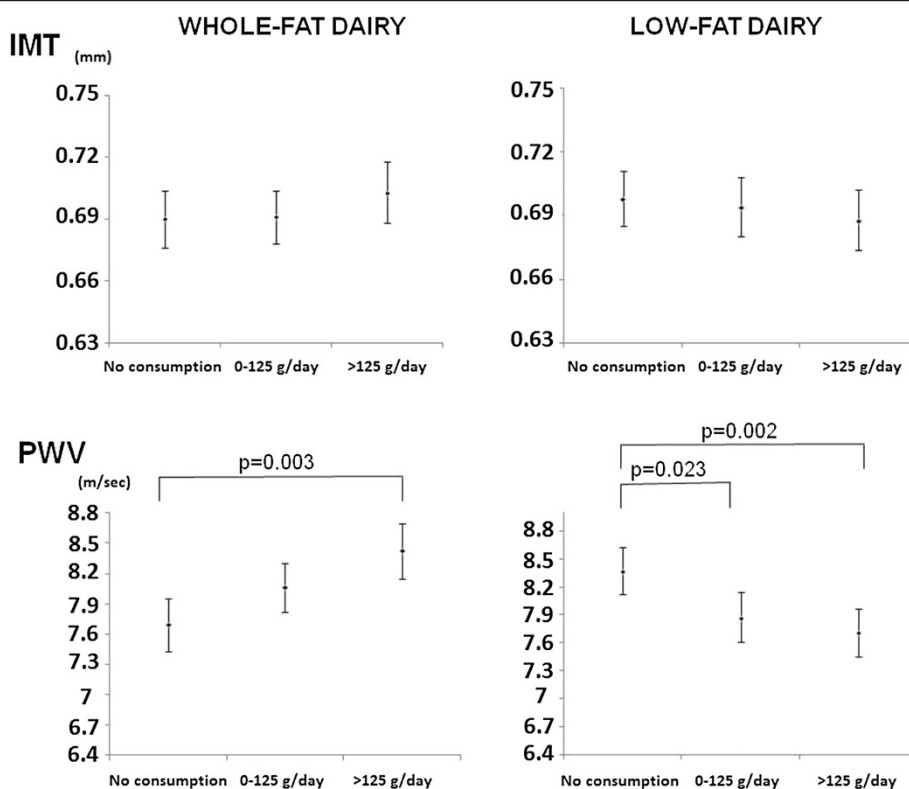 WHOLE-FAT DAIRY
IMT (mm)
0.75
0.72
0.69
0.66
0.63
No consumption 0-125 g/day >125 g/day
LOW-FAT DAIRY
0.75
0.72
0.69
0.66
0.63
No consumption 0-125 g/day >125 g/day
PWV
(m/sec)
p=0.003
8.8
8.5
8.2
7.9
7.6
7.3
7
6.7
6.4
No consumption 0-125 g/day >125 g/day
p=0.002
p=0.023
8.8
8.5
8.2
7.9
7.6
7.3
7
6.7
6.4
No consumption 0-125 g/day >125 g/day